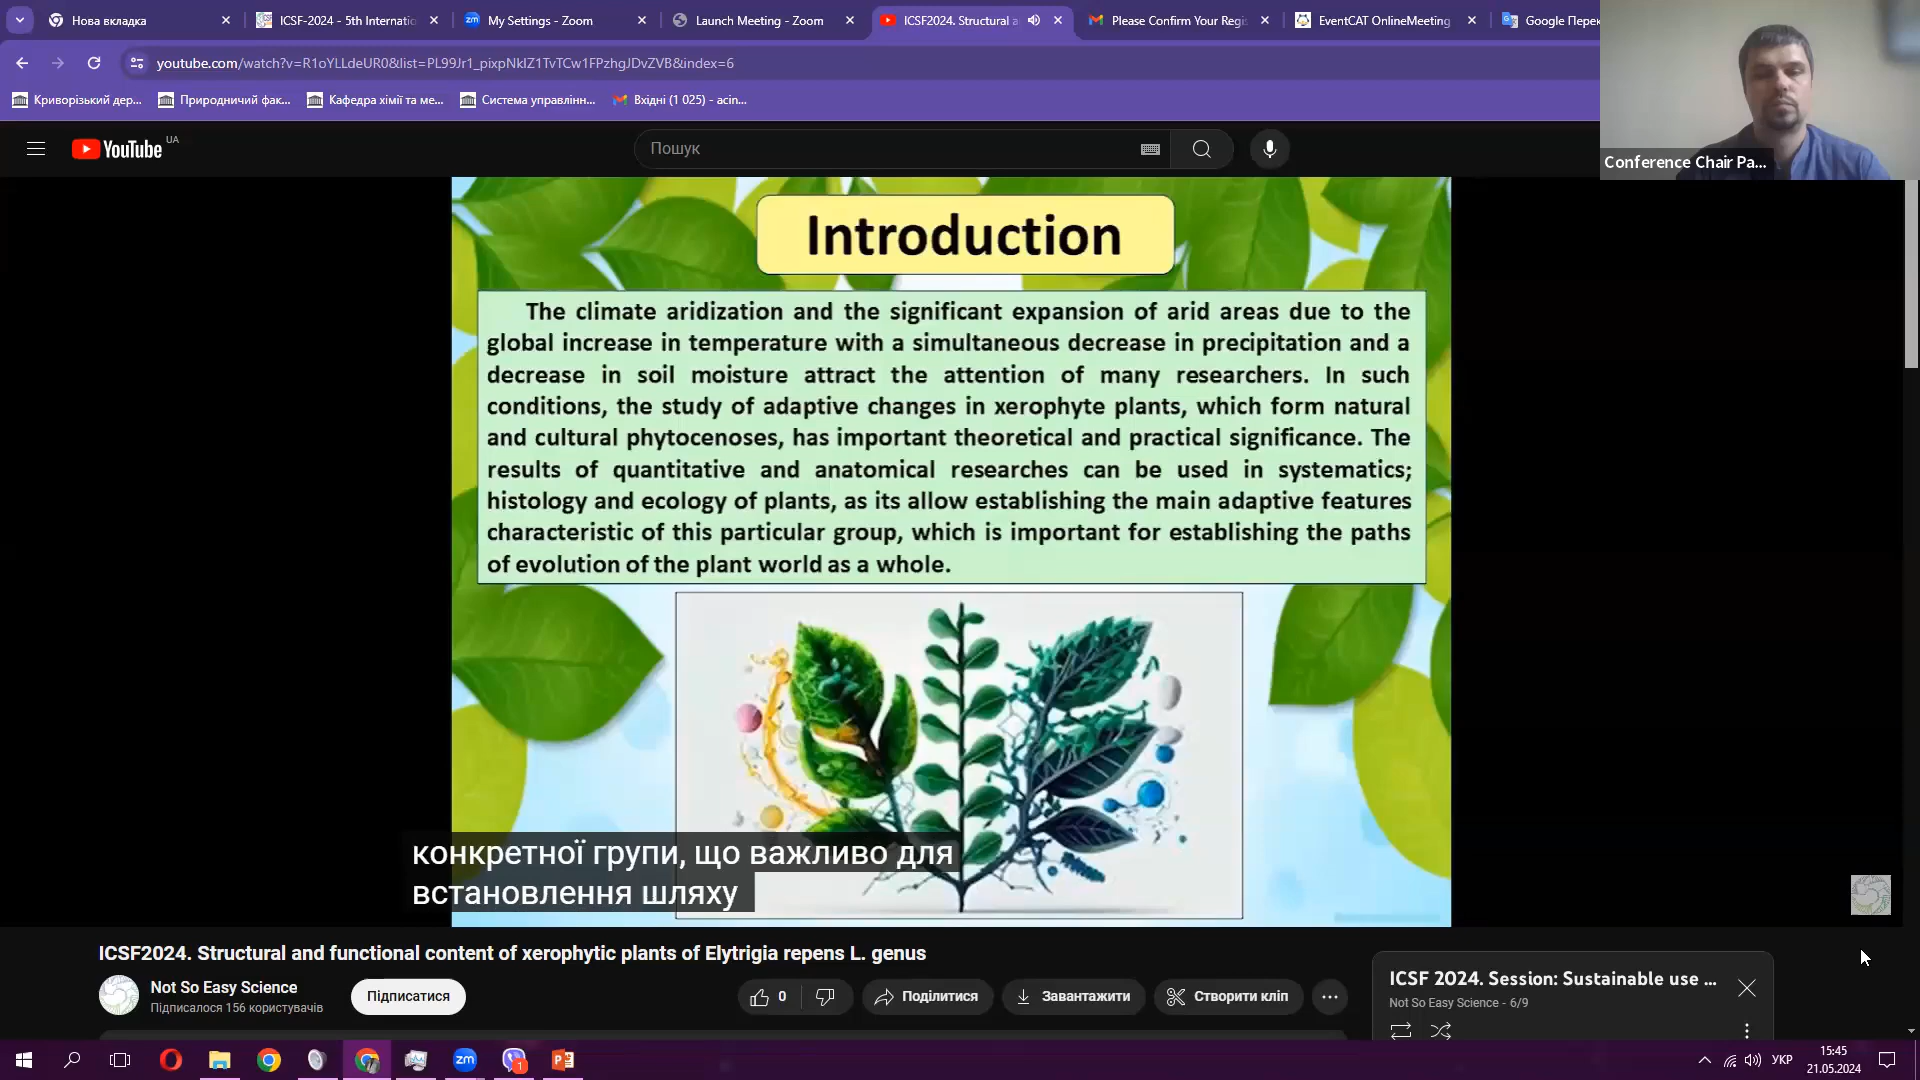 Нова вкладка
ICSF-2024 - 5th Internatio
My Settings - Zoom
Launch Meeting - Zoom
ICSF2024. Structural a
Please Confirm Your Regi
EventCAT OnlineMeeting
Google Перек
youtube.com/watch?v=R1oYLLdeUR0&list=PL99Jr1_pixpNkIZ1TvTCw1FPzhgJDvZVB&index=6
Криворізький дер...
Природничий фак...
Кафедра хімії та ме...
Система управлінн...
Вхідні (1 025) - acin...
Conference Chair Pa...
YouTube UA
Пошук
Introduction
The climate aridization and the significant expansion of arid areas due to the
global increase in temperature with a simultaneous decrease in precipitation and a
decrease in soil moisture attract the attention of many researchers. In such
conditions, the study of adaptive changes in xerophyte plants, which form natural
and cultural phytocenoses, has important theoretical and practical significance. The
results of quantitative and anatomical researches can be used in systematics;
histology and ecology of plants, as its allow establishing the main adaptive features
characteristic of this particular group, which is important for establishing the paths
of evolution of the plant world as a whole.
конкретної групи, що важливо для
встановлення шляху
ICSF2024. Structural and functional content of xerophytic plants of Elytrigia repens L. genus
Not So Easy Science
Підписалося 156 користувачів
Підписатися
0
Поділитися
Завантажити
Створити кліп
ICSF 2024. Session: Sustainable use ...
Not So Easy Science - 6/9
zm
1
УКР
15:45
21.05.2024